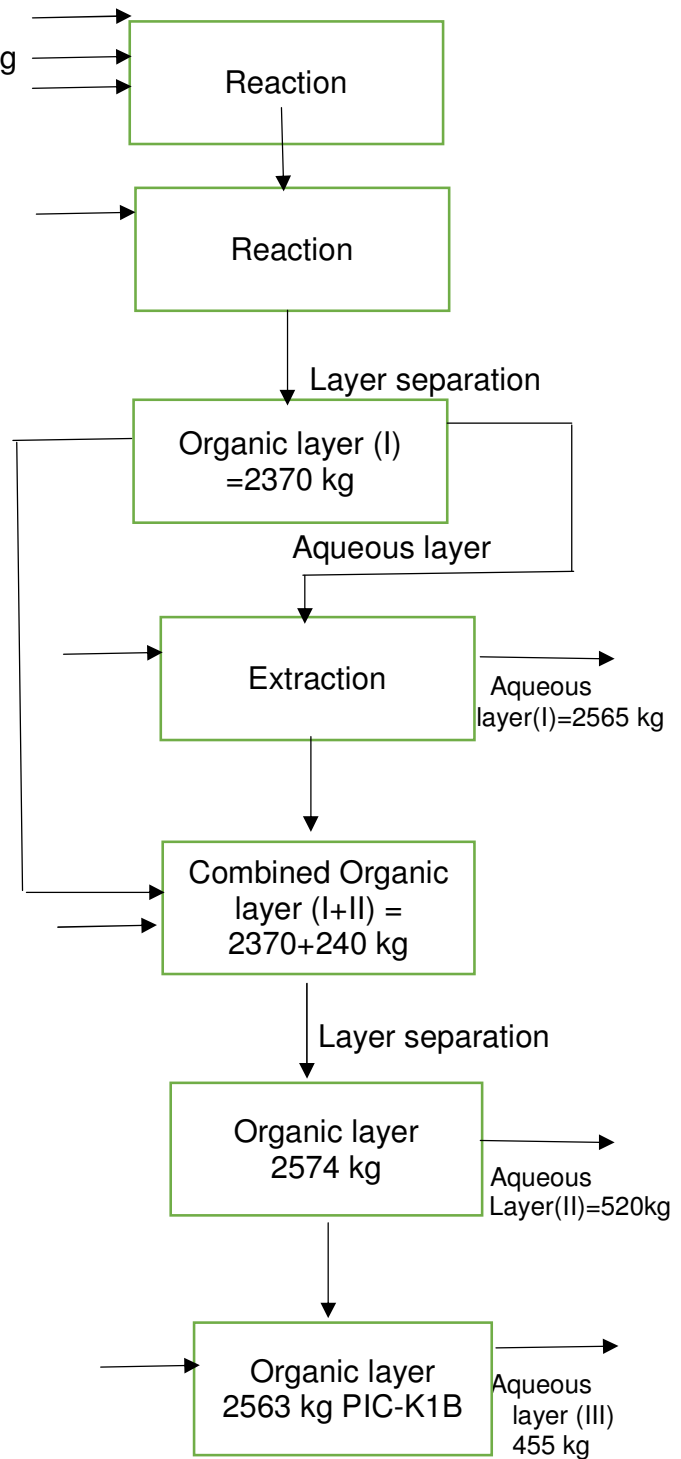 g
Reaction
Reaction
Layer separation
Organic layer (I)
=2370 kg
Aqueous layer
Extraction
Aqueous
layer(I)=2565 kg
Combined Organic
layer (I+II) =
2370+240 kg
Layer separation
Organic layer
2574 kg
Aqueous
Layer(II)=520kg
Organic layer
2563 kg PIC-K1B
Aqueous
layer (III)
455 kg